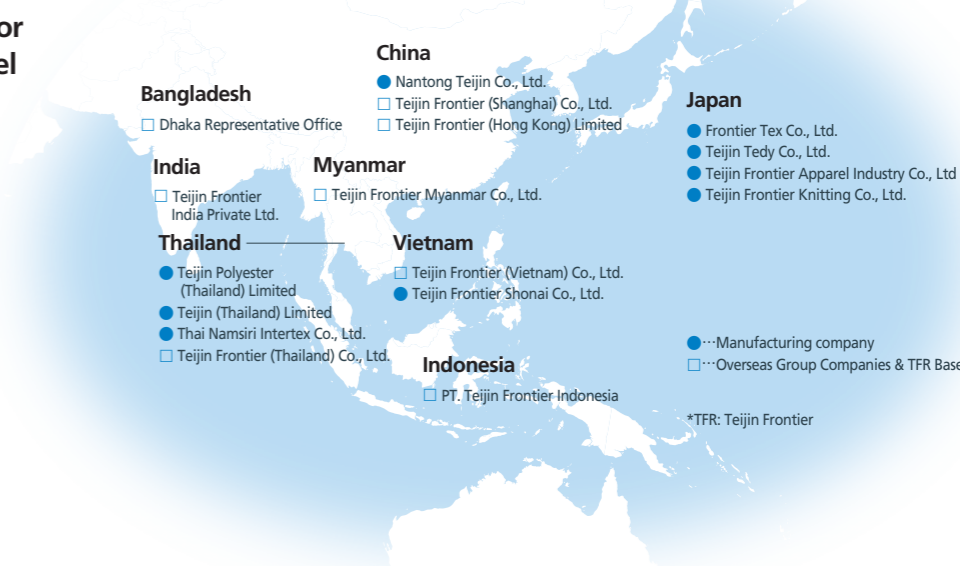 or
el
China
● Nantong Teijin Co., Ltd.
□ Teijin Frontier (Shanghai) Co., Ltd.
□ Teijin Frontier (Hong Kong) Limited
Bangladesh
□ Dhaka Representative Office
India
□ Teijin Frontier
India Private Ltd.
Myanmar
□ Teijin Frontier Myanmar Co., Ltd.
Japan
● Frontier Tex Co., Ltd.
● Teijin Tedy Co., Ltd.
● Teijin Frontier Apparel Industry Co., Ltd
● Teijin Frontier Knitting Co., Ltd.
Thailand
● Teijin Polyester
(Thailand) Limited
● Teijin (Thailand) Limited
● Thai Namsiri Intertex Co., Ltd.
□ Teijin Frontier (Thailand) Co., Ltd.
Vietnam
□ Teijin Frontier (Vietnam) Co., Ltd.
● Teijin Frontier Shonai Co., Ltd.
Indonesia
□ PT. Teijin Frontier Indonesia
●…Manufacturing company
□…Overseas Group Companies & TFR Base
*TFR: Teijin Frontier